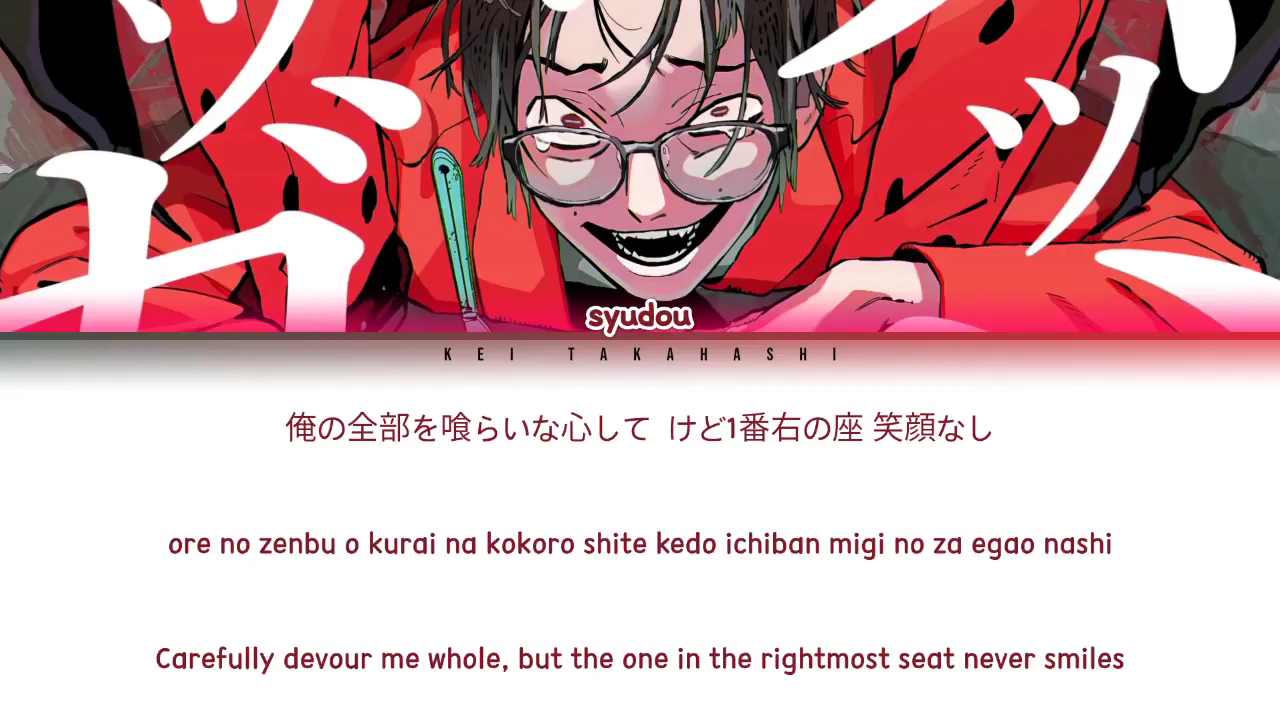 syudou
KEI TAKAHASHI
俺の全部を喰らいな心して けど1番右の座 笑顔なし
ore no zenbu o kurai na kokoro shite kedo ichiban migi no za egao nashi
Carefully devour me whole, but the one in the rightmost seat never smiles